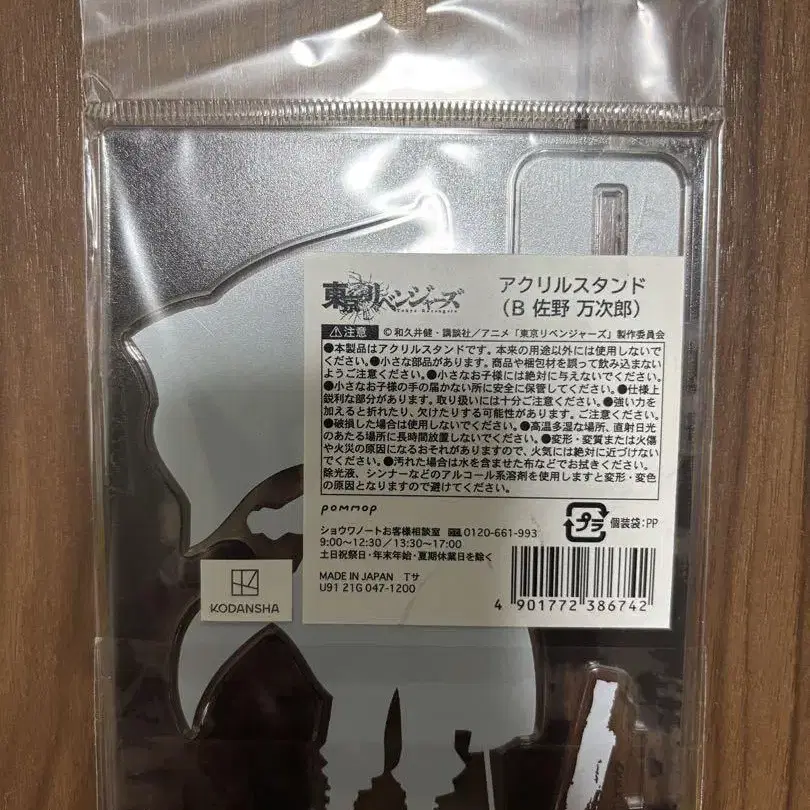 東京リベンジャーズ
Tokyo Revengers
アクリルスタンド
(B 佐野 万次郎)
⚠注意 ©和久井健・講談社／アニメ「東京リベンジャーズ」製作委員会
●本製品はアクリルスタンドです。本来の用途以外には使用しないで
ください。●小さな部品があります。商品や梱包材を誤って飲み込まない
ようご注意ください。●小さなお子様には絶対に与えないでください。
●小さなお子様の手の届かない所に安全に保管してください。●仕様上
鋭利な部分があります。取り扱いには十分ご注意ください。●強い力を
加えると折れたり、欠けたりする可能性があります。ご注意ください。
●破損した場合は使用しないでください。●高温多湿な場所、直射日光
のあたる場所に長時間放置しないでください。●変形・変質または火傷
や火災の原因になるおそれがありますので、火気には絶対に近づけない
でください。●汚れた場合は水を含ませた布などでお拭きください。
除光液、シンナーなどのアルコール系溶剤を使用しますと変形・変色
の原因となりますので避けてください。
pommop
ショウワノートお客様相談室 0120-661-993
9:00〜12:30／13:30〜17:00
土日祝祭日・年末年始・夏期休業日を除く
プラ 個装袋:PP
MADE IN JAPAN Tサ
U91 21G 047-1200
4 901772 386742
KODANSHA